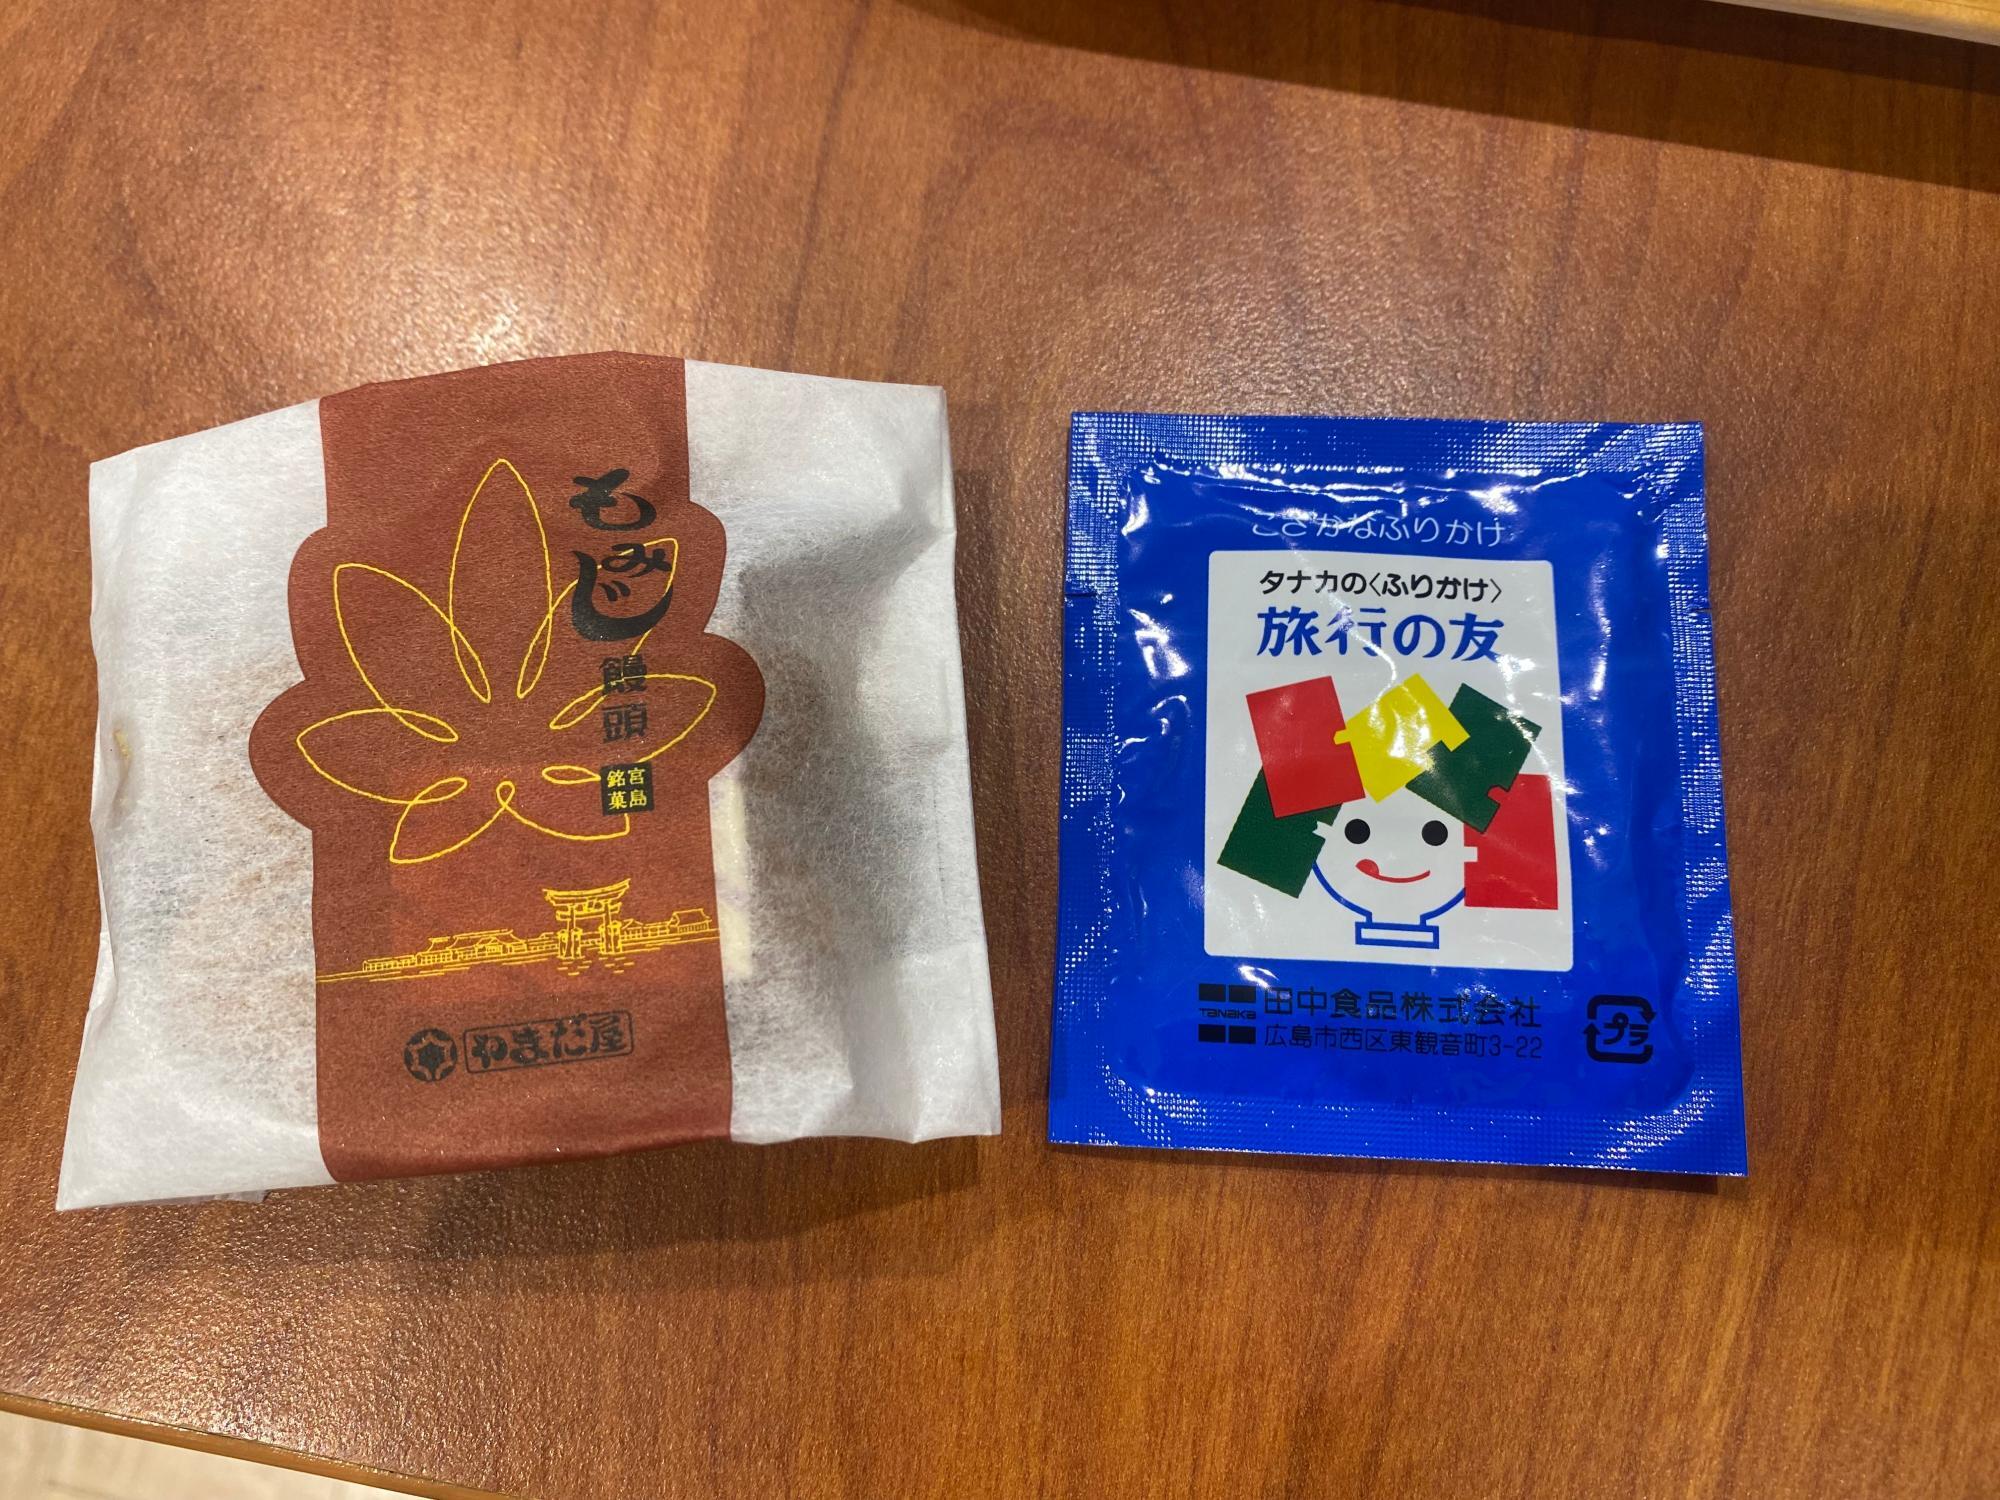 もみじ
饅頭
宮島
銘菓
やまだ屋
こざかなふりかけ
タナカの〈ふりかけ〉
旅行の友
TANAKA
田中食品株式会社
広島市西区東観音町3-22
プラ